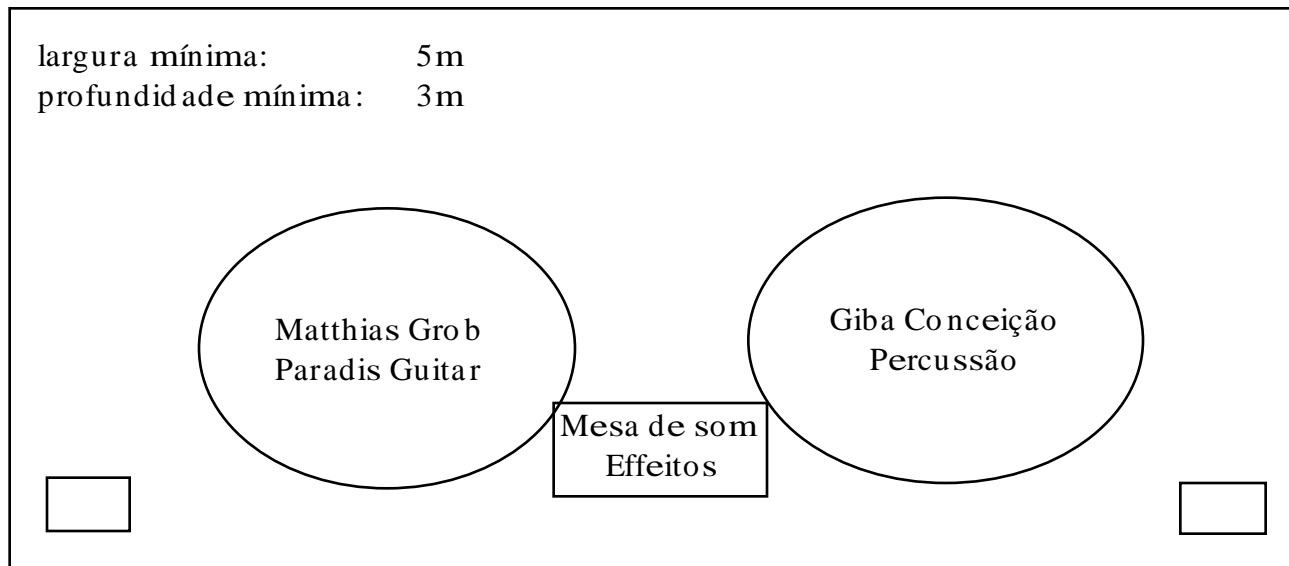 largura mínima: 5m
profundidade mínima: 3m
Matthias Grob
Paradis Guitar
Giba Conceição
Percussão
Mesa de som
Effeitos